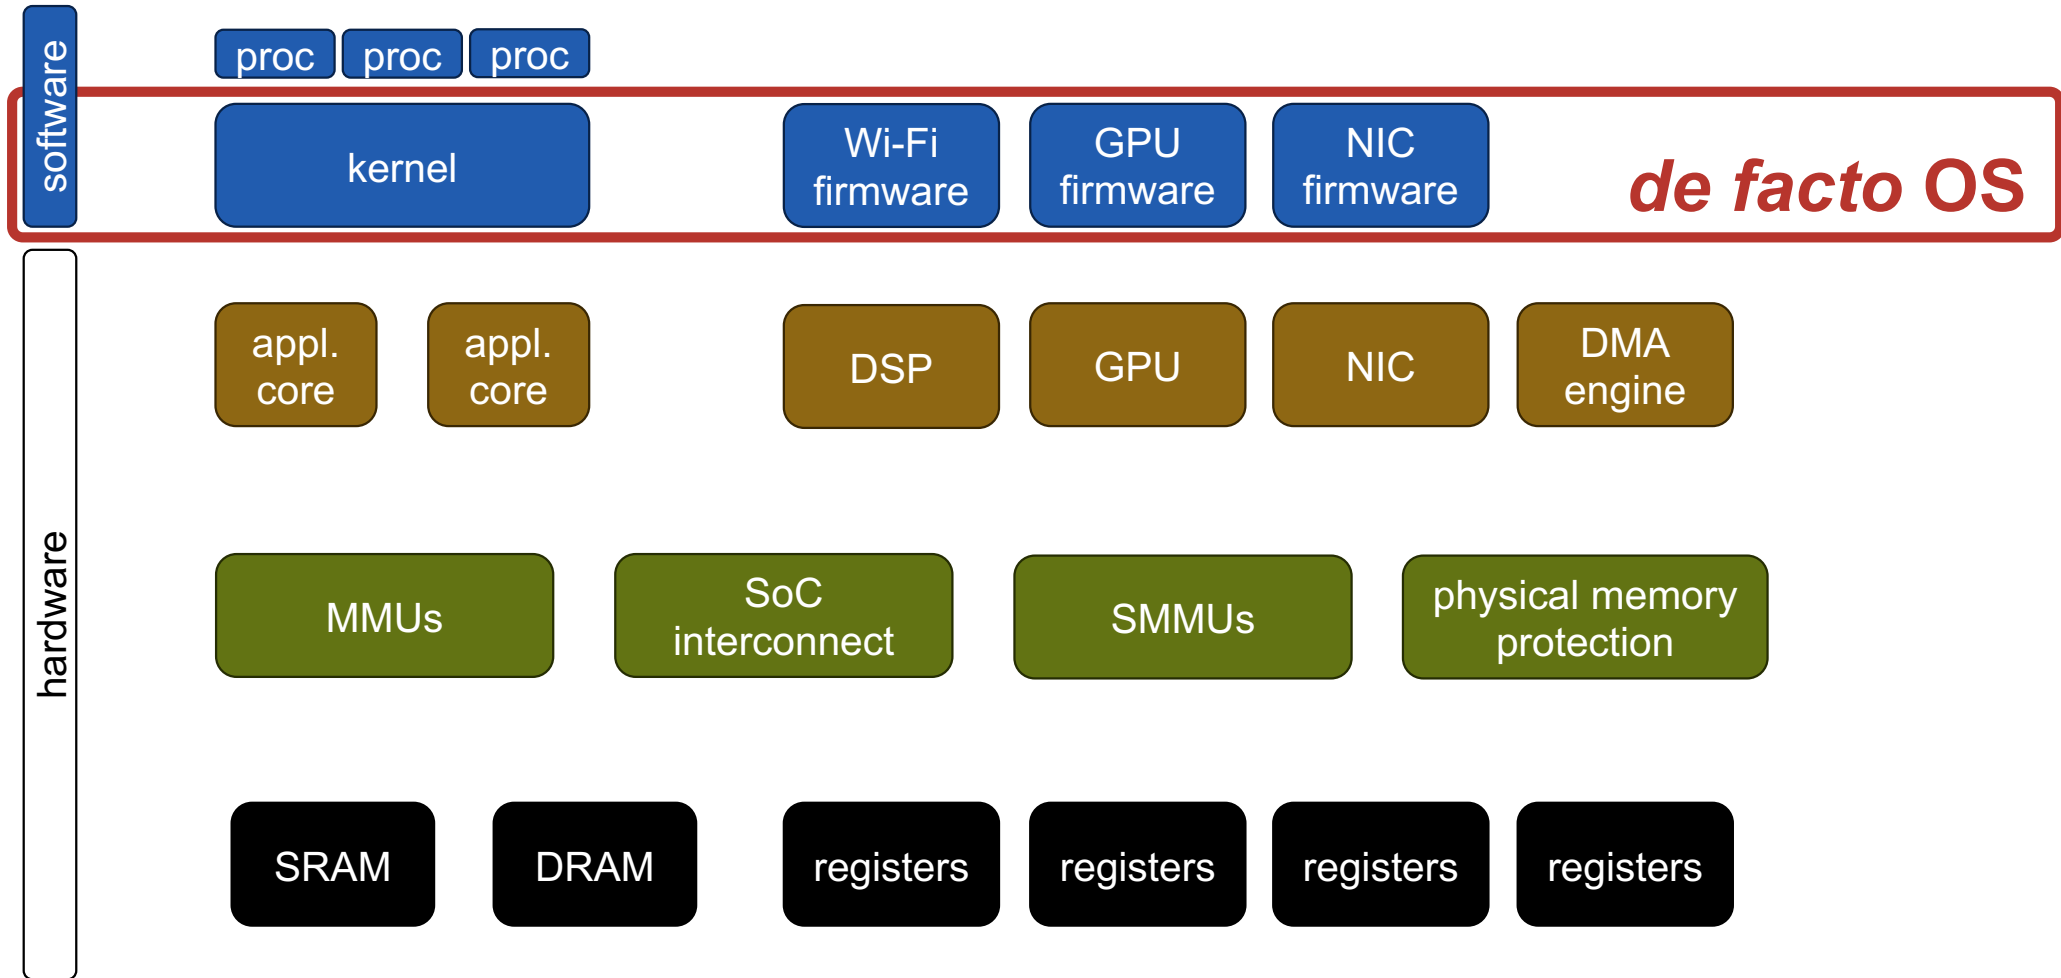 software
proc proc proc
kernel
Wi-Fi
firmware
GPU
firmware
NIC
firmware
de facto OS
hardware
appl.
core
appl.
core
DSP
GPU
NIC
DMA
engine
MMUs
SoC
interconnect
SMMUs
physical memory
protection
SRAM
DRAM
registers
registers
registers
registers